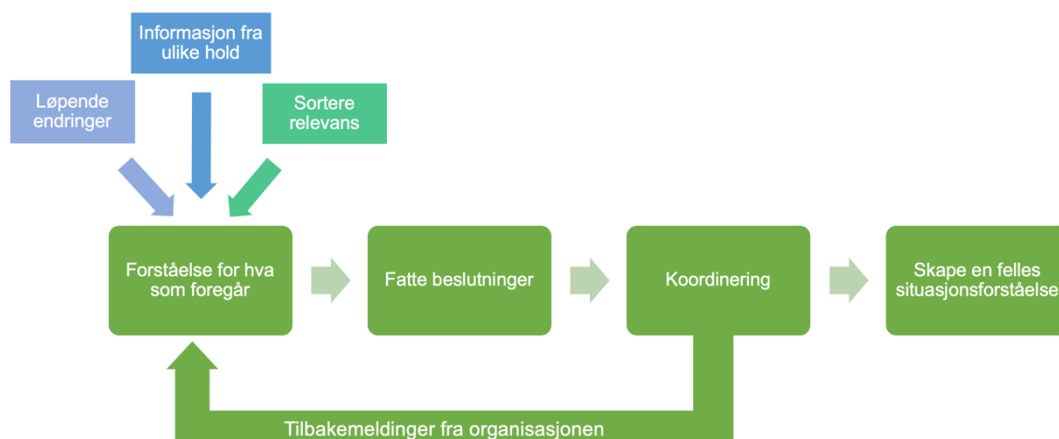 Informasjon fra
ulike hold
Løpende
endringer
Sortere
relevans
Forståelse for hva
som foregår
Fatte beslutninger
Koordinering
Skape en felles
situasjonsforståelse
Tilbakemeldinger fra organisasjonen